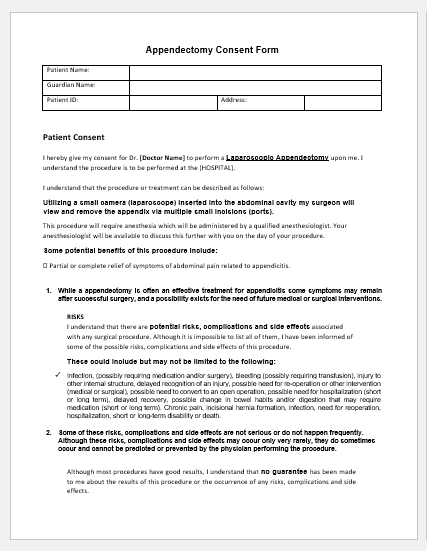 Appendectomy Consent Form
Patient Name:
Guardian Name:
Patient ID: Address:
Patient Consent
I hereby give my consent for Dr. [Doctor Name] to perform a Laparoscopic Appendectomy upon me. I
understand the procedure is to be performed at the [HOSPITAL].
I understand that the procedure or treatment can be described as follows:
Utilizing a small camera (laparoscope) inserted into the abdominal cavity my surgeon will
view and remove the appendix via multiple small incisions (ports).
This procedure will require anesthesia which will be administered by a qualified anesthesiologist. Your
anesthesiologist will be available to discuss this further with you on the day of your procedure.
Some potential benefits of this procedure include:
☐ Partial or complete relief of symptoms of abdominal pain related to appendicitis.
1. While a appendectomy is often an effective treatment for appendicitis some symptoms may remain
after successful surgery, and a possibility exists for the need of future medical or surgical interventions.
RISKS
I understand that there are potential risks, complications and side effects associated
with any surgical procedure. Although it is impossible to list all of them, I have been informed of
some of the possible risks, complications and side effects of this procedure.
These could include but may not be limited to the following:
✓ Infection, (possibly requiring medication and/or surgery), bleeding (possibly requiring transfusion), injury to
other internal structure, delayed recognition of an injury, possible need for re-operation or other intervention
(medical or surgical), possible need to convert to an open operation, possible need for hospitalization (short
or long term), delayed recovery, possible change in bowel habits and/or digestion that may require
medication (short or long term). Chronic pain, incisional hernia formation, infection, need for reoperation,
hospitalization, short or long-term disability or death.
2. Some of these risks, complications and side effects are not serious or do not happen frequently.
Although these risks, complications and side effects may occur only very rarely, they do sometimes
occur and cannot be predicted or prevented by the physician performing the procedure.
Although most procedures have good results, I understand that no guarantee has been made
to me about the results of this procedure or the occurrence of any risks, complications and side
effects.